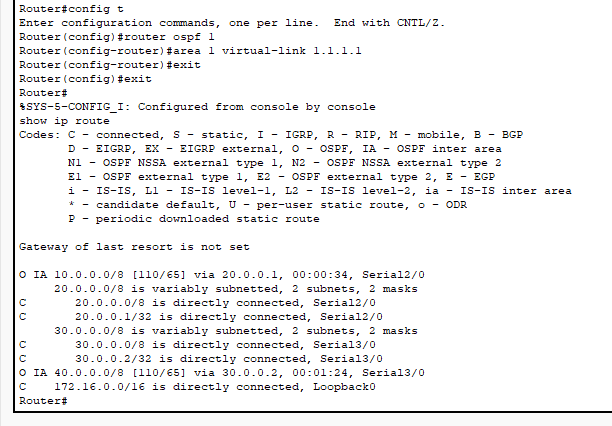 Router#config t
Enter configuration commands, one per line.  End with CNTL/Z.
Router(config)#router ospf 1
Router(config-router)#area 1 virtual-link 1.1.1.1
Router(config-router)#exit
Router(config)#exit
Router#
%SYS-5-CONFIG_I: Configured from console by console
show ip route
Codes: C - connected, S - static, I - IGRP, R - RIP, M - mobile, B - BGP
       D - EIGRP, EX - EIGRP external, O - OSPF, IA - OSPF inter area
       N1 - OSPF NSSA external type 1, N2 - OSPF NSSA external type 2
       E1 - OSPF external type 1, E2 - OSPF external type 2, E - EGP
       i - IS-IS, L1 - IS-IS level-1, L2 - IS-IS level-2, ia - IS-IS inter area
       * - candidate default, U - per-user static route, o - ODR
       P - periodic downloaded static route
Gateway of last resort is not set
O IA 10.0.0.0/8 [110/65] via 20.0.0.1, 00:00:34, Serial2/0
     20.0.0.0/8 is variably subnetted, 2 subnets, 2 masks
C       20.0.0.0/8 is directly connected, Serial2/0
C       20.0.0.1/32 is directly connected, Serial2/0
     30.0.0.0/8 is variably subnetted, 2 subnets, 2 masks
C       30.0.0.0/8 is directly connected, Serial3/0
C       30.0.0.2/32 is directly connected, Serial3/0
O IA 40.0.0.0/8 [110/65] via 30.0.0.2, 00:01:24, Serial3/0
C    172.16.0.0/16 is directly connected, Loopback0
Router#